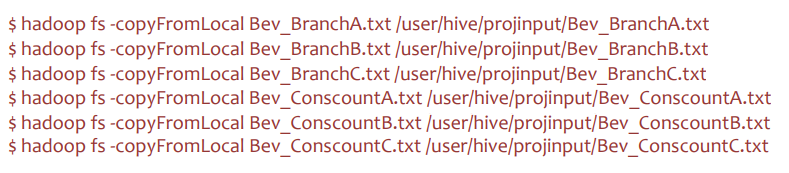 $ hadoop fs -copyFromLocal Bev_BranchA.txt /user/hive/projinput/Bev_BranchA.txt
$ hadoop fs -copyFromLocal Bev_BranchB.txt /user/hive/projinput/Bev_BranchB.txt
$ hadoop fs -copyFromLocal Bev_BranchC.txt /user/hive/projinput/Bev_BranchC.txt
$ hadoop fs -copyFromLocal Bev_ConscountA.txt /user/hive/projinput/Bev_ConscountA.txt
$ hadoop fs -copyFromLocal Bev_ConscountB.txt /user/hive/projinput/Bev_ConscountB.txt
$ hadoop fs -copyFromLocal Bev_ConscountC.txt /user/hive/projinput/Bev_ConscountC.txt